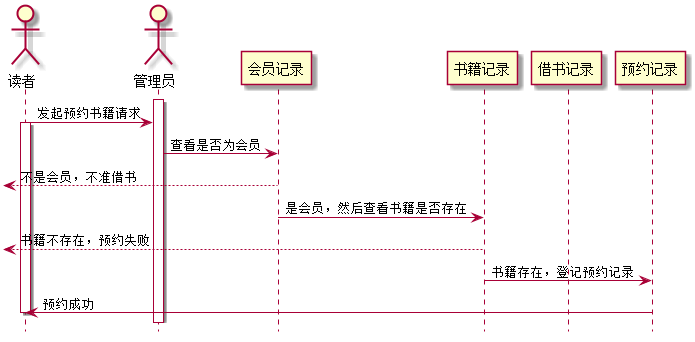 读者
管理员
会员记录
书籍记录
借书记录
预约记录
发起预约书籍请求
查看是否为会员
不是会员，不准借书
是会员，然后查看书籍是否存在
书籍不存在，预约失败
书籍存在，登记预约记录
预约成功